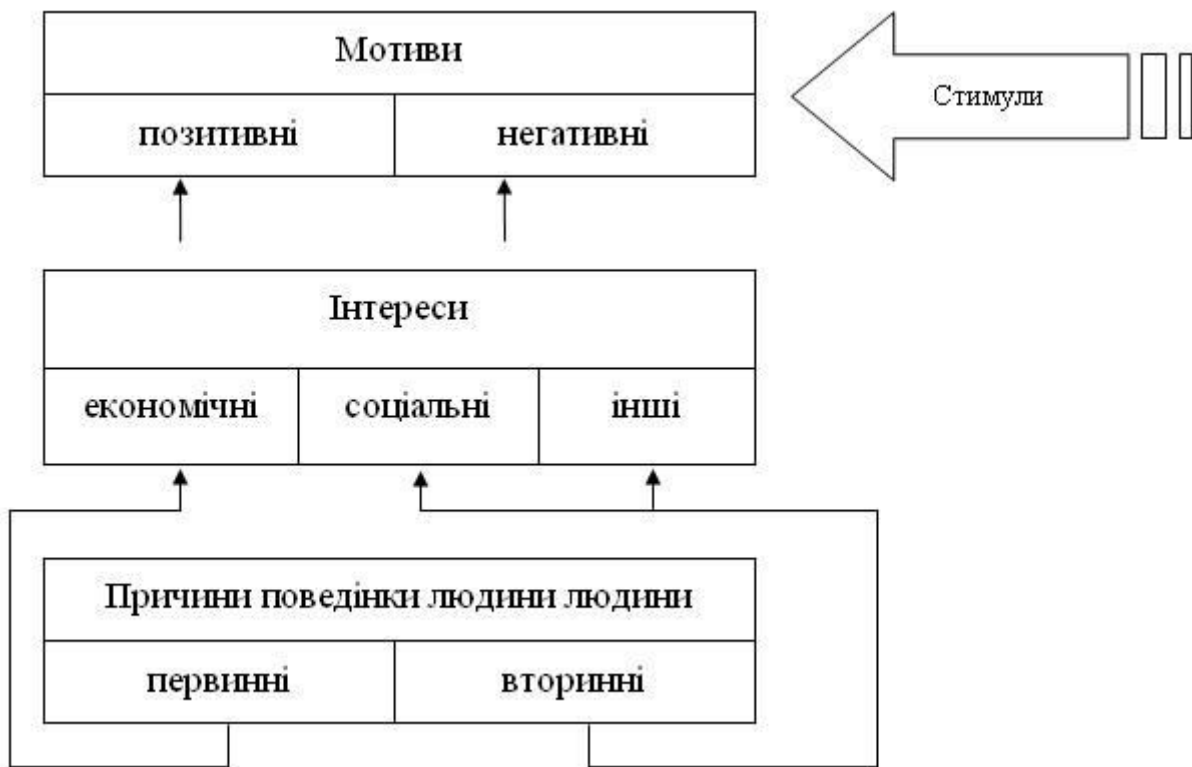 Мотиви
Стимули
позитивні негативні
Інтереси
економічні соціальні інші
Причини поведінки людини людини
первинні вторинні